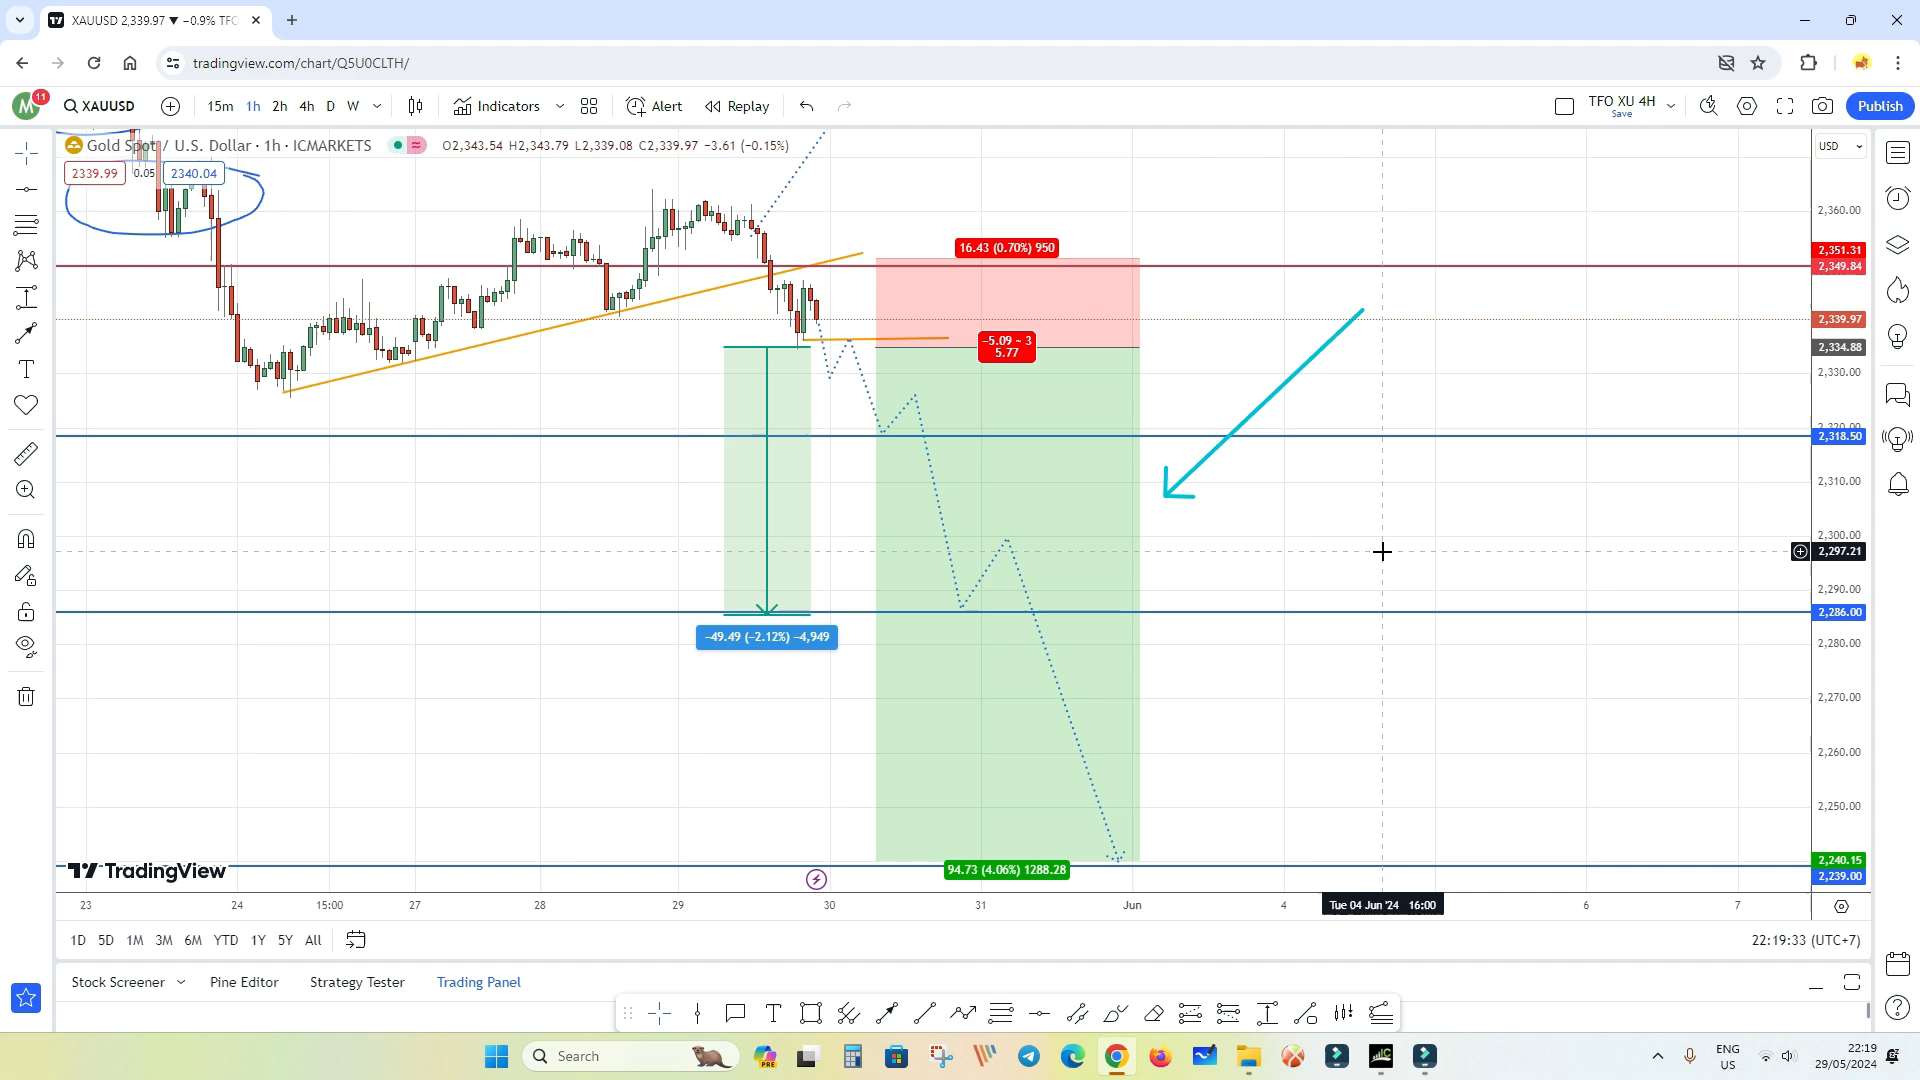 XAUUSD 2,339.97 ▼ −0.9% TFO
tradingview.com/chart/Q5U0CLTH/
M 11 XAUUSD 15m 1h 2h 4h D W Indicators Alert Replay TFO XU 4H Save Publish
Gold Spot / U.S. Dollar · 1h · ICMARKETS O2,343.54 H2,343.79 L2,339.08 C2,339.97 −3.61 (−0.15%) USD
2339.99 0.05 2340.04
2,360.00
16.43 (0.70%) 950
2,351.31
2,349.84
2,339.97
−5.09 ~ 3
5.77
2,334.88
2,330.00
2,320.00
2,318.50
2,310.00
2,300.00
2,297.21
2,290.00
2,286.00
−49.49 (−2.12%) −4,949
2,280.00
2,270.00
2,260.00
2,250.00
2,240.15
TradingView
94.73 (4.06%) 1288.28
2,239.00
23 24 15:00 27 28 29 30 31 Jun 4 Tue 04 Jun '24 16:00 6 7
1D 5D 1M 3M 6M YTD 1Y 5Y All 22:19:33 (UTC+7)
Stock Screener Pine Editor Strategy Tester Trading Panel
Search PRE ENG US 22:19 29/05/2024